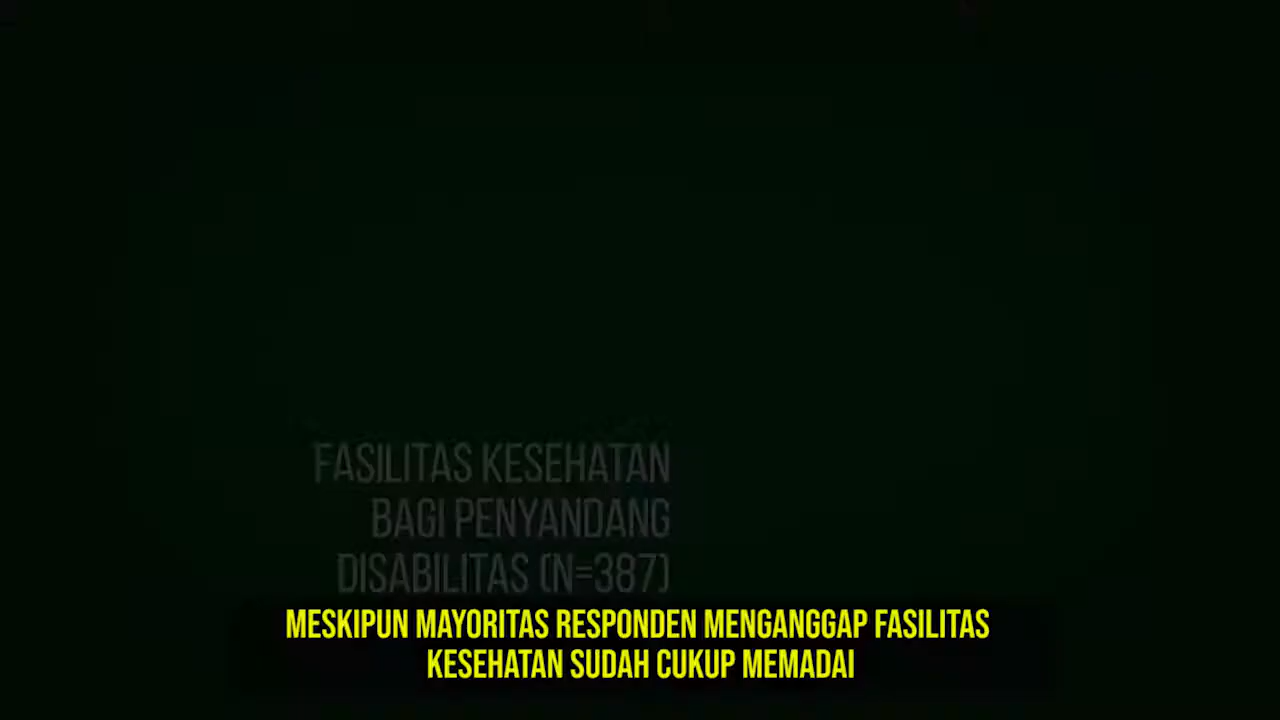 FASILITAS KESEHATAN
BAGI PENYANDANG
DISABILITAS (N=387)
MESKIPUN MAYORITAS RESPONDEN MENGANGGAP FASILITAS
KESEHATAN SUDAH CUKUP MEMADAI